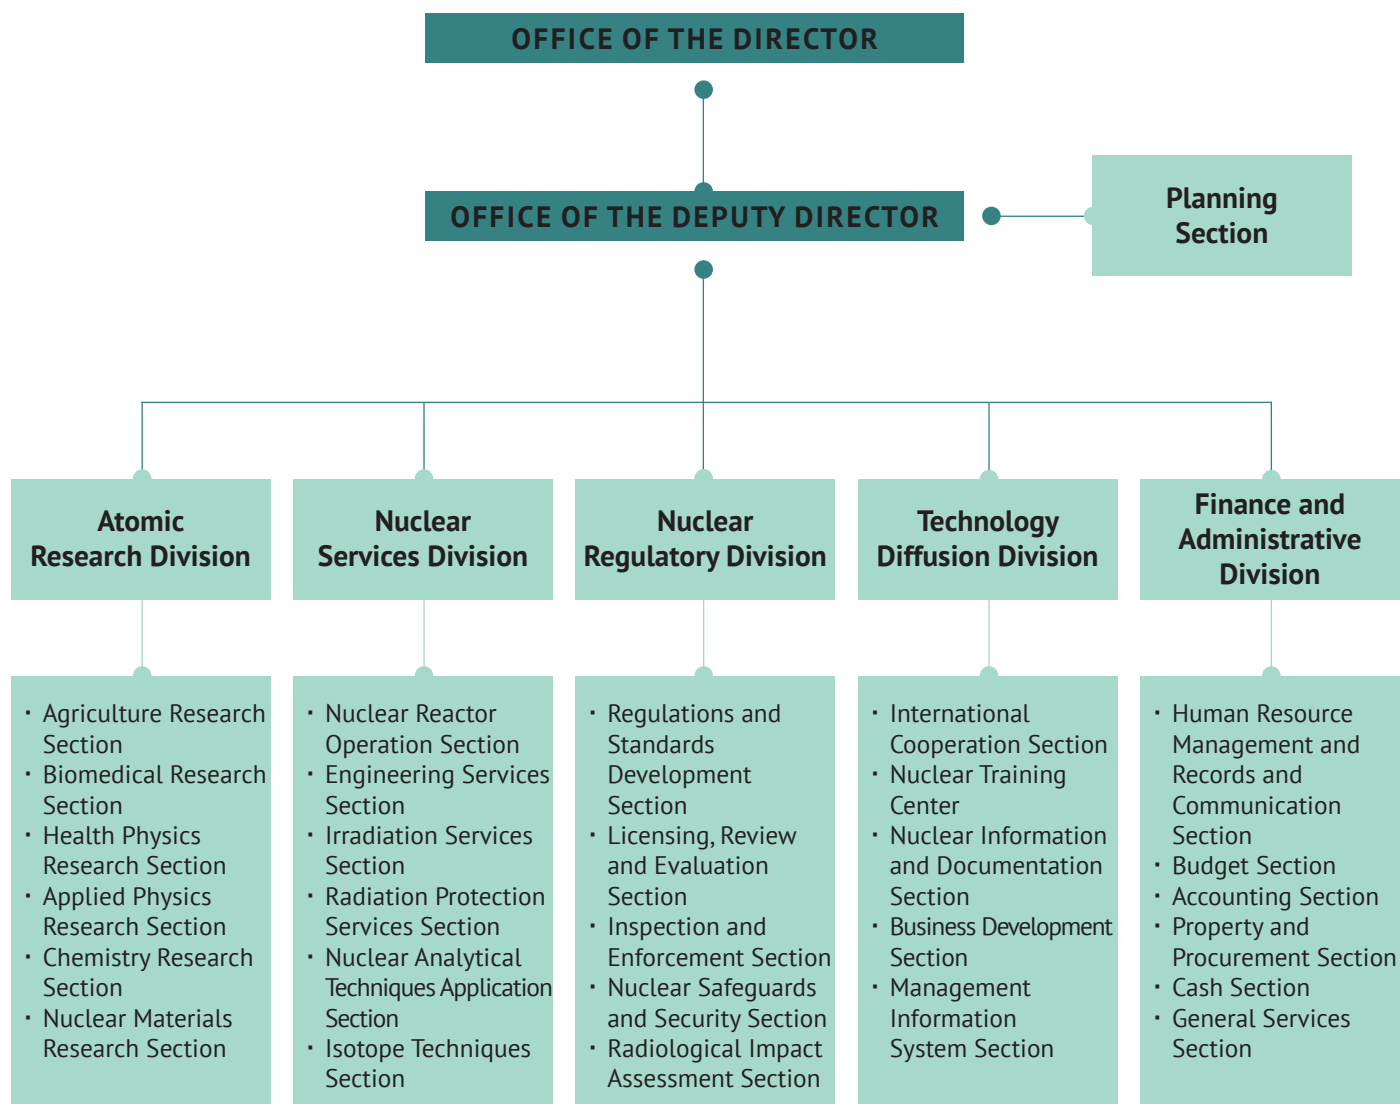 OFFICE OF THE DIRECTOR
OFFICE OF THE DEPUTY DIRECTOR
Planning
Section
Atomic
Research Division
Nuclear
Services Division
Nuclear
Regulatory Division
Technology
Diffusion Division
Finance and
Administrative
Division
· Agriculture Research
Section
· Biomedical Research
Section
· Health Physics
Research Section
· Applied Physics
Research Section
· Chemistry Research
Section
· Nuclear Materials
Research Section
· Nuclear Reactor
Operation Section
· Engineering Services
Section
· Irradiation Services
Section
· Radiation Protection
Services Section
· Nuclear Analytical
Techniques Application
Section
· Isotope Techniques
Section
· Regulations and
Standards
Development
Section
· Licensing, Review
and Evaluation
Section
· Inspection and
Enforcement Section
· Nuclear Safeguards
and Security Section
· Radiological Impact
Assessment Section
· International
Cooperation Section
· Nuclear Training
Center
· Nuclear Information
and Documentation
Section
· Business Development
Section
· Management
Information
System Section
· Human Resource
Management and
Records and
Communication
Section
· Budget Section
· Accounting Section
· Property and
Procurement Section
· Cash Section
· General Services
Section